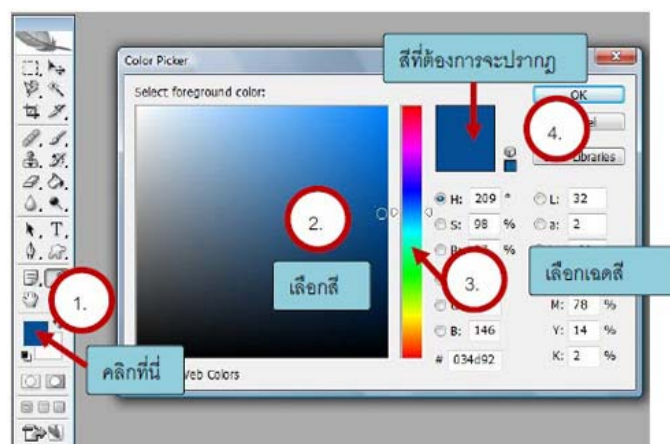 Color Picker
สีที่ต้องการจะปรากฏ
Select foreground color:
OK
4.
Libraries
H: 209 °
L: 32
S: 98 %
a: 2
2.
เลือกสี
%
3.
เลือกเฉดสี
1.
M: 78 %
B: 146
Y: 14 %
# 034d92
K: 2 %
คลิกที่นี่
Web Colors